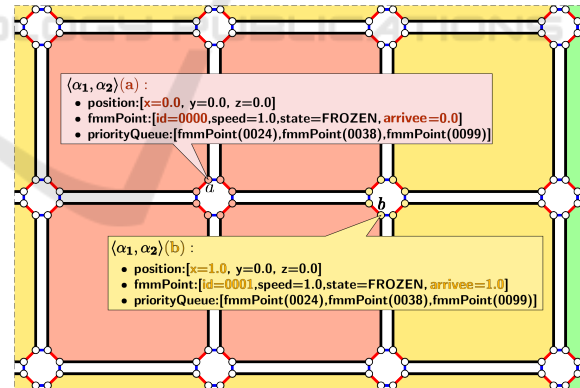 LOGY PUBLICATIONS
⟨α₁, α₂⟩(a) :
• position:[x=0.0, y=0.0, z=0.0]
• fmmPoint:[id=0000,speed=1.0,state=FROZEN, arrivee=0.0]
• priorityQueue:[fmmPoint(0024),fmmPoint(0038),fmmPoint(0099)]
a
b
⟨α₁, α₂⟩(b) :
• position:[x=1.0, y=0.0, z=0.0]
• fmmPoint:[id=0001,speed=1.0,state=FROZEN, arrivee=1.0]
• priorityQueue:[fmmPoint(0024),fmmPoint(0038),fmmPoint(0099)]